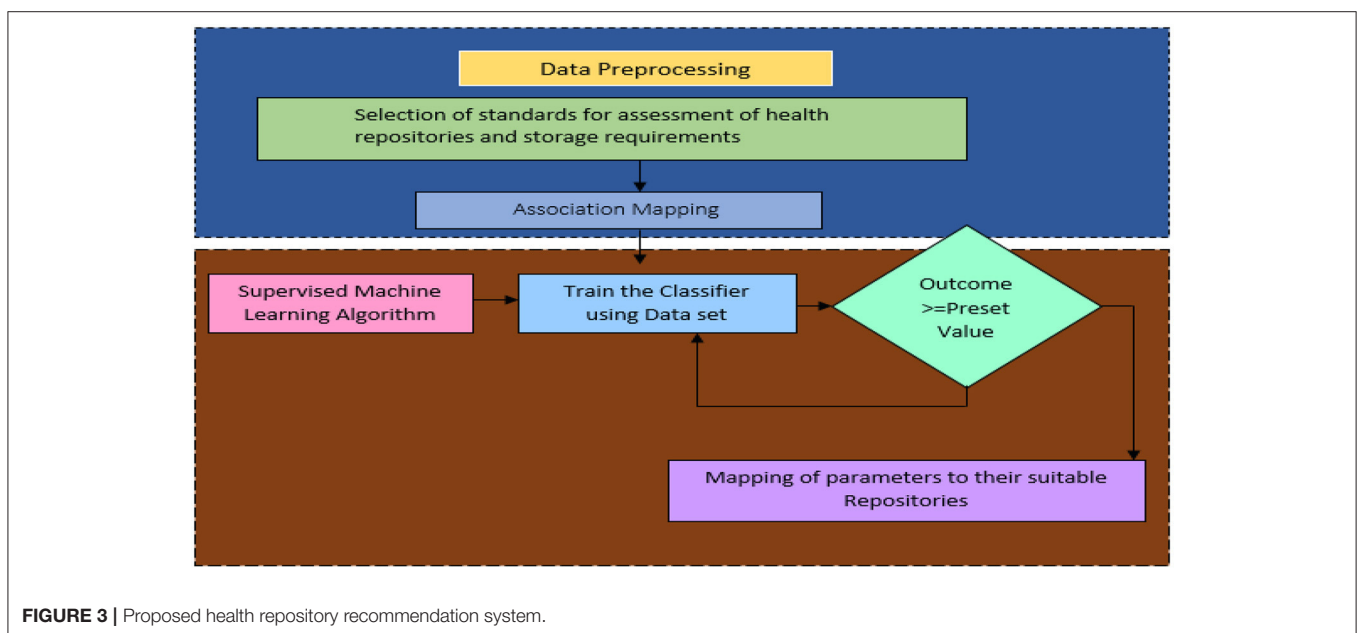 Data Preprocessing
Selection of standards for assessment of health
repositories and storage requirements
Association Mapping
Supervised Machine
Learning Algorithm
Train the Classifier
using Data set
Outcome
>=Preset
Value
Mapping of parameters to their suitable
Repositories
FIGURE 3 | Proposed health repository recommendation system.